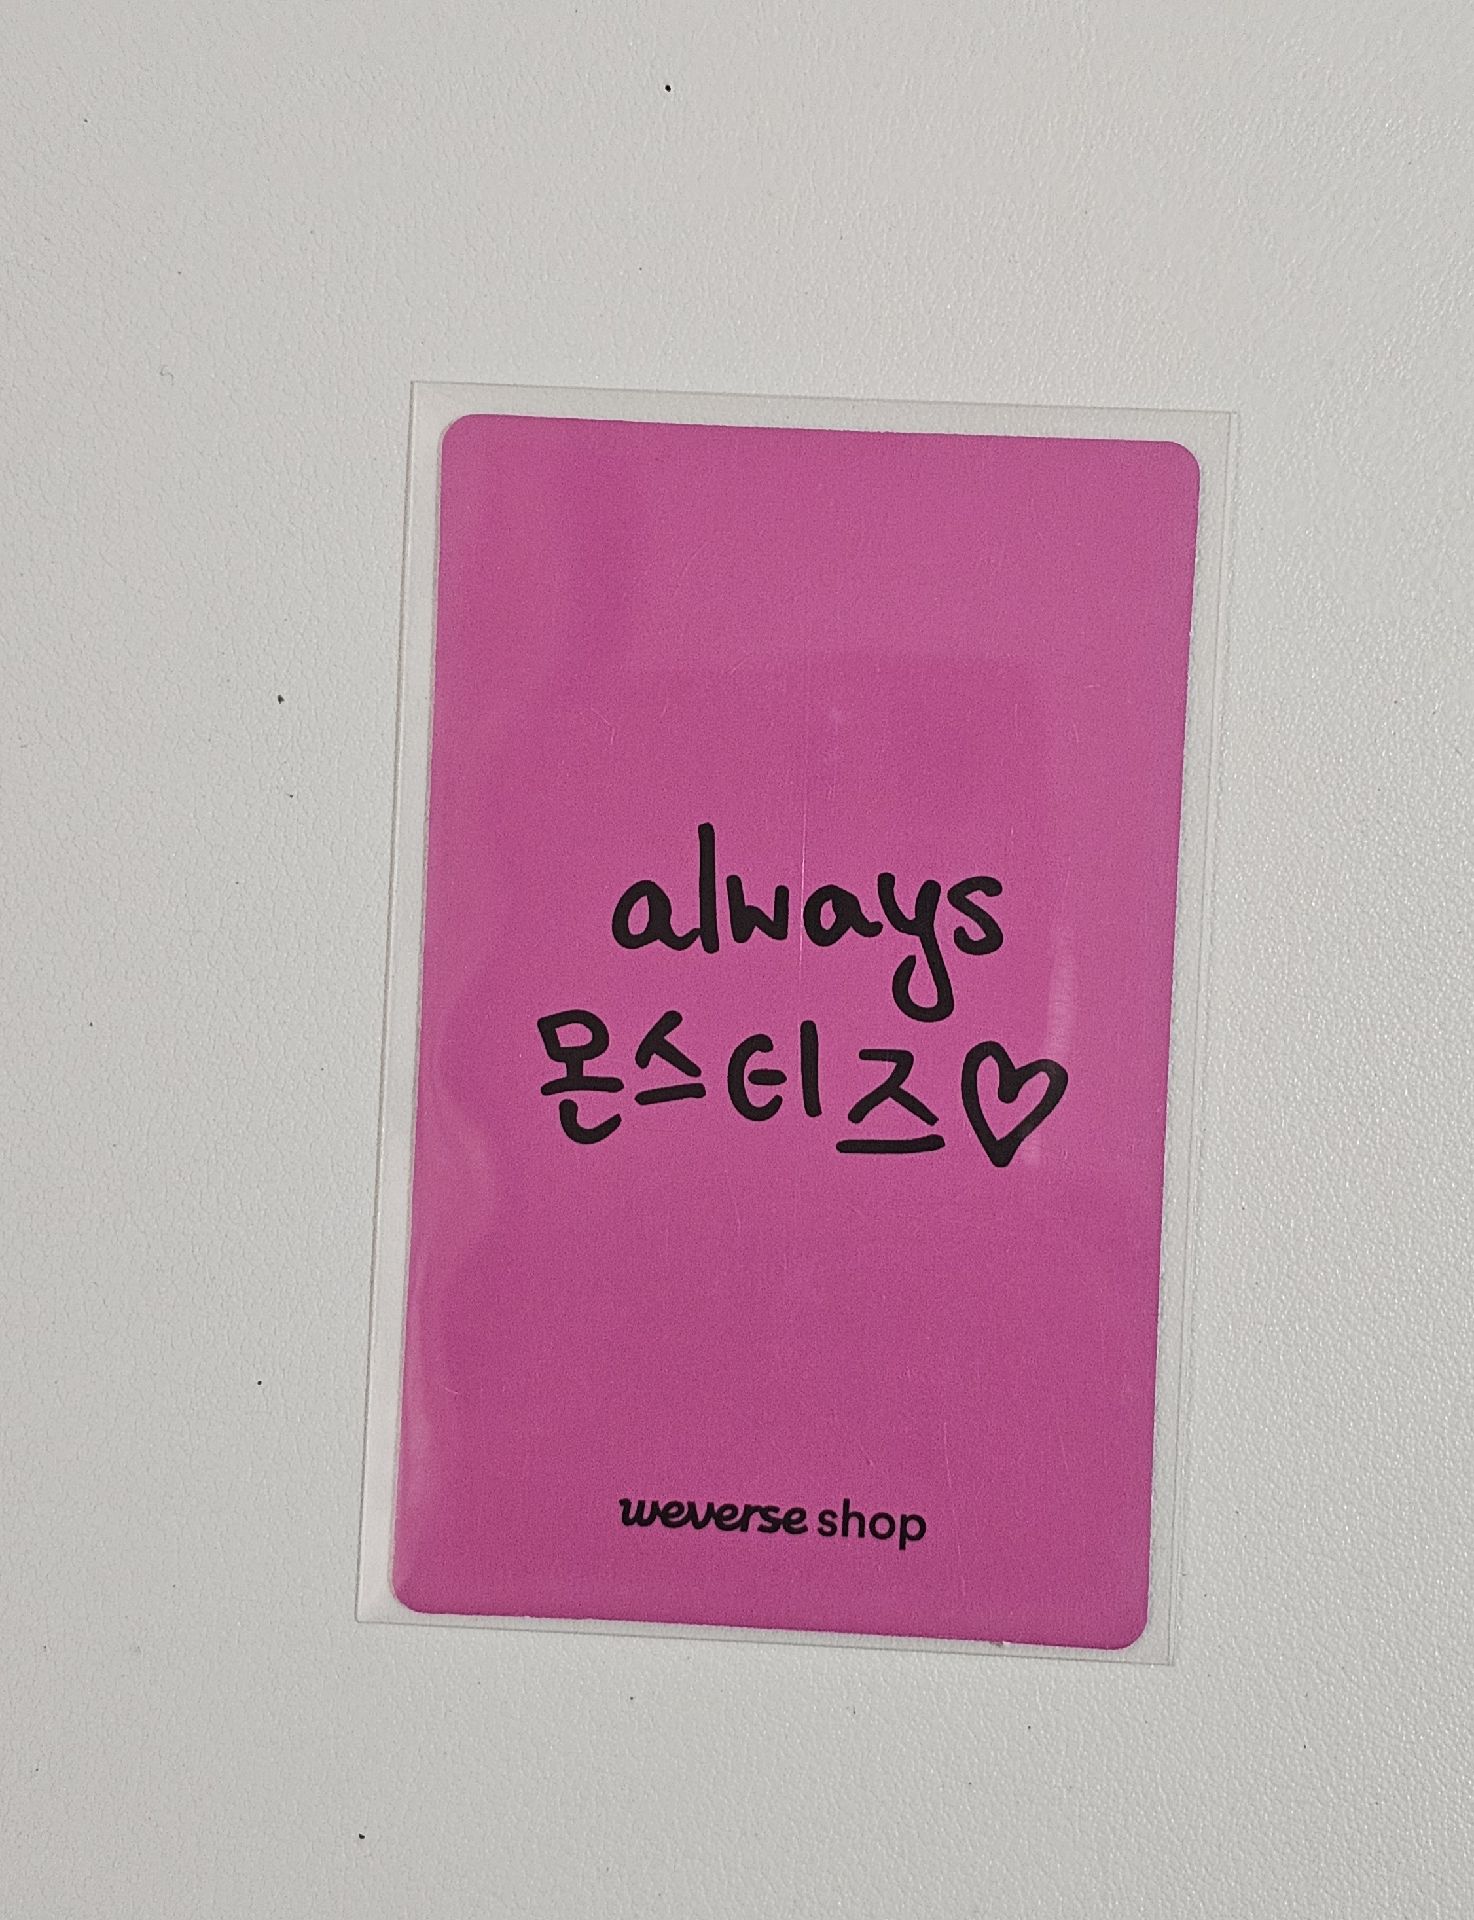 always
몬스티즈♡
weverse shop